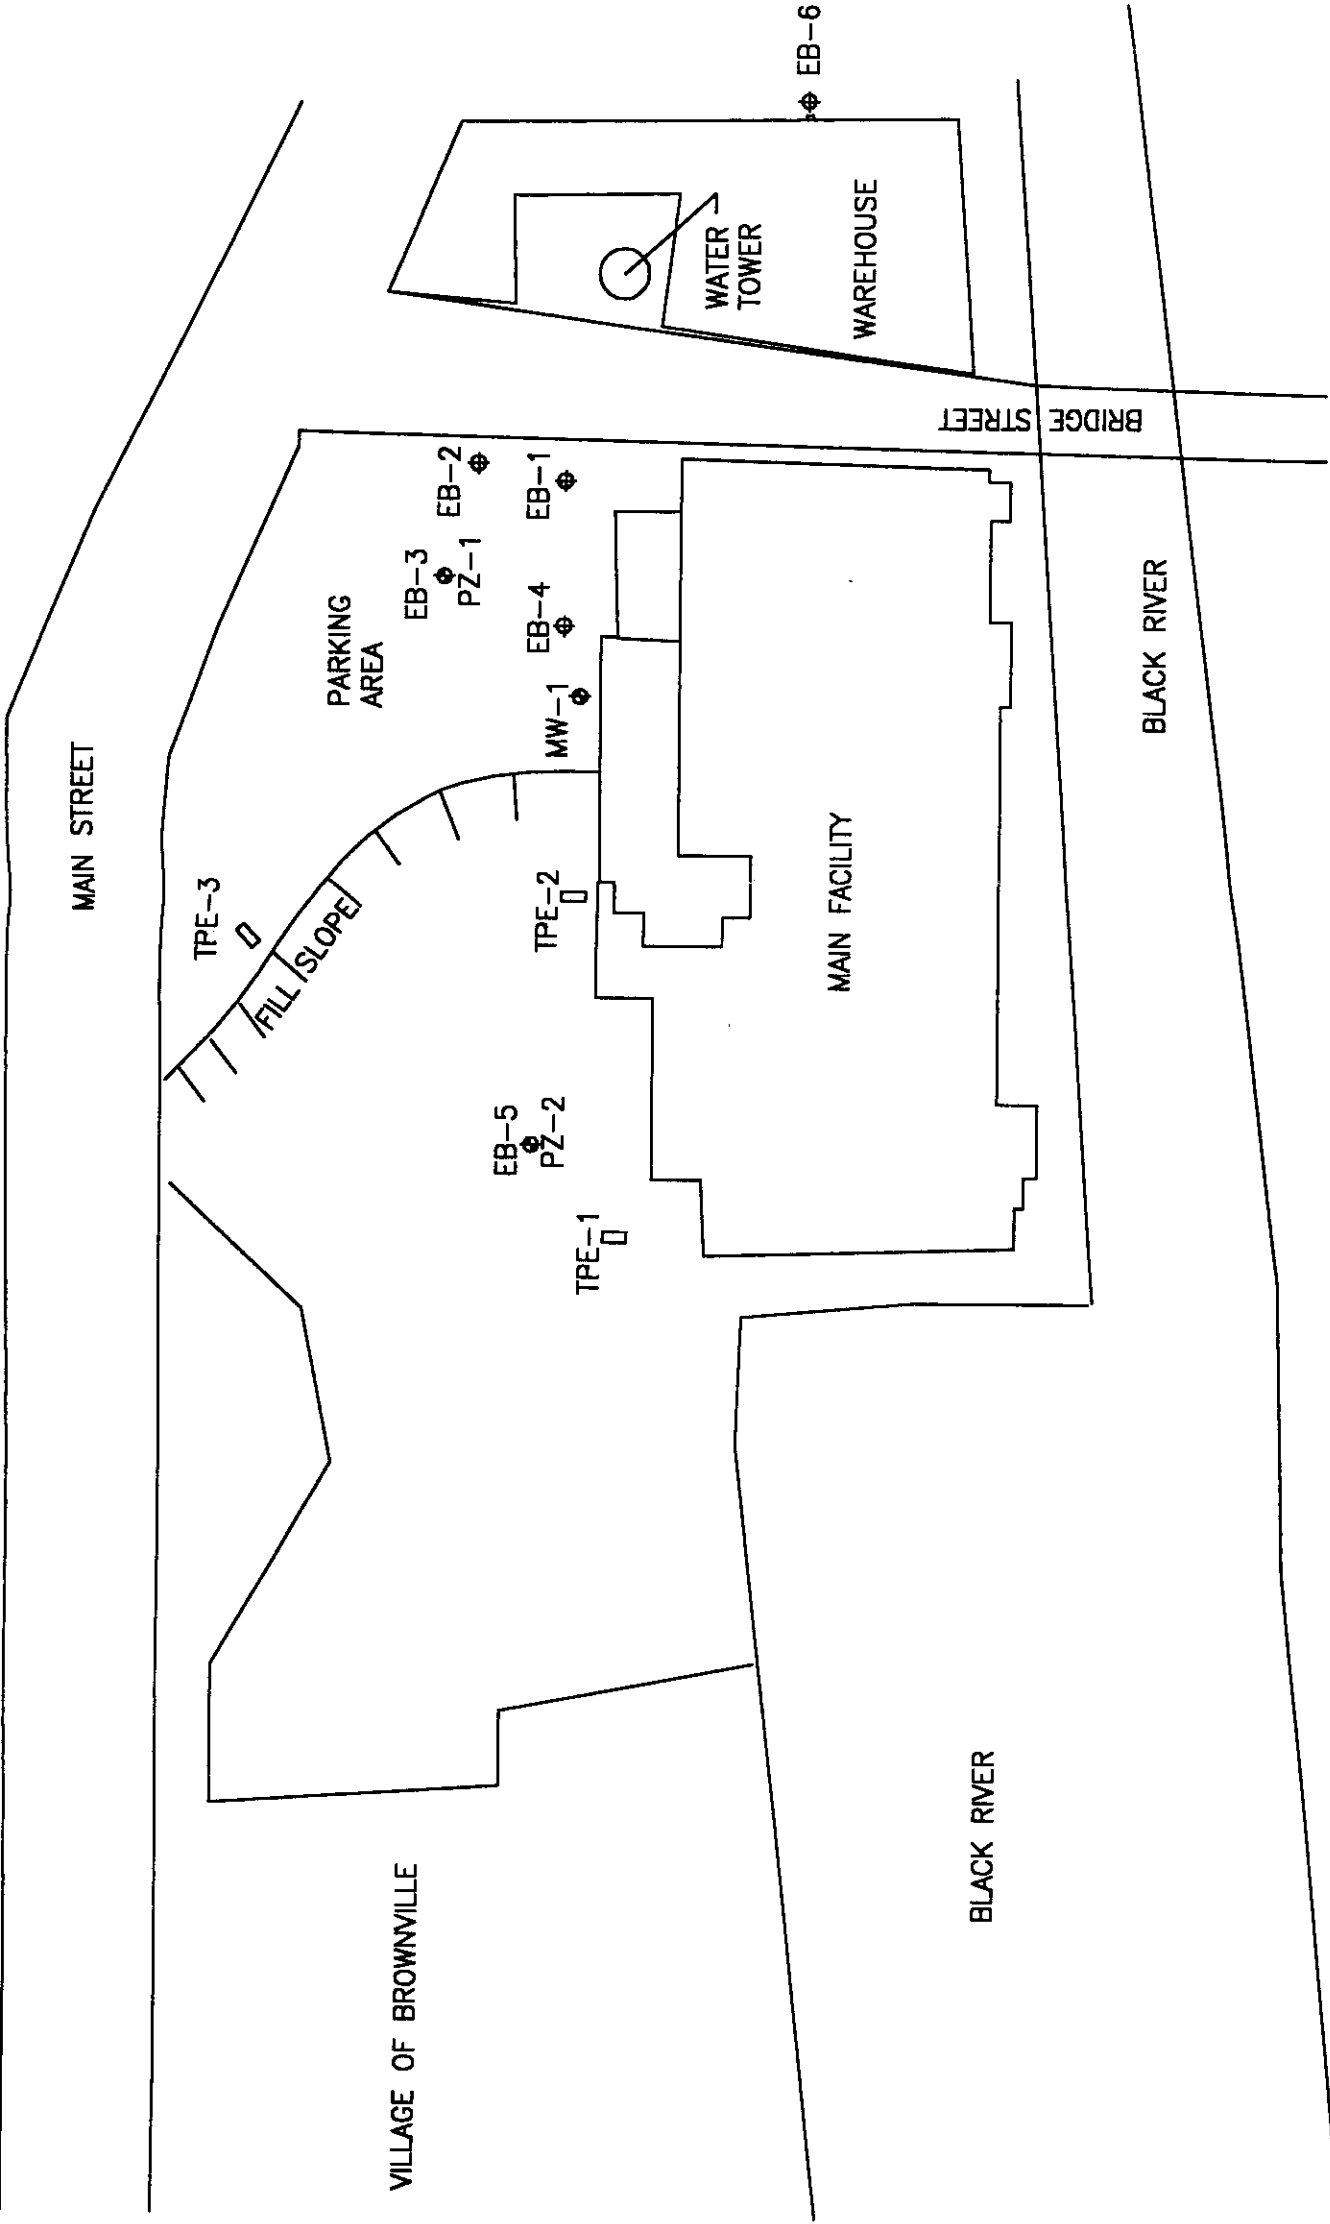 MAIN STREET
VILLAGE OF BROWNVILLE
TPE-3
FILL SLOPE
PARKING
AREA
EB-3
PZ-1
EB-2
EB-1
EB-4
MW-1
TPE-2
EB-5
PZ-2
TPE-1
MAIN FACILITY
WATER
TOWER
WAREHOUSE
EB-6
BRIDGE STREET
BLACK RIVER
BLACK RIVER